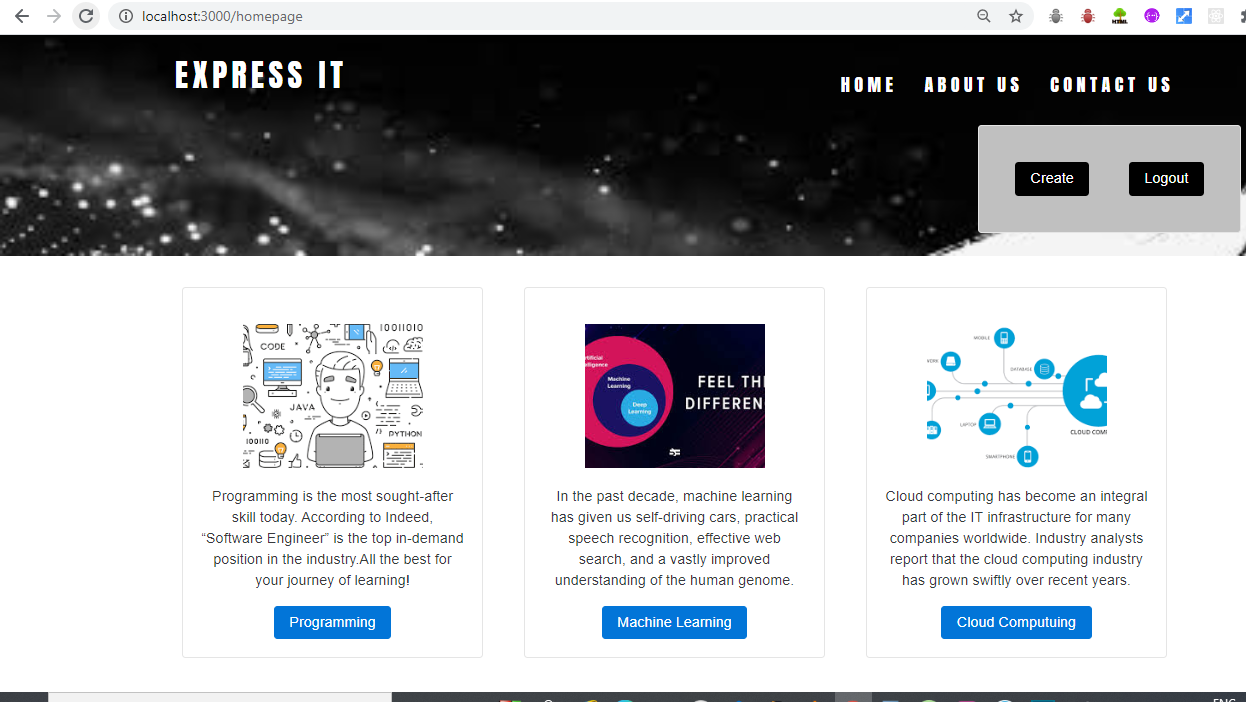 localhost:3000/homepage
HTML
EXPRESS IT
HOME ABOUT US CONTACT US
Create Logout
10011010
CODE
JAVA
PYTHON
100110
Programming is the most sought-after
skill today. According to Indeed,
“Software Engineer” is the top in-demand
position in the industry.All the best for
your journey of learning!
Programming
Machine
Learning
Deep
Learning
FEEL
DIFFEREN
In the past decade, machine learning
has given us self-driving cars, practical
speech recognition, effective web
search, and a vastly improved
understanding of the human genome.
Machine Learning
MOBILE
DATABASE
LAPTOP
SMARTPHONE
CLOUD COM
Cloud computing has become an integral
part of the IT infrastructure for many
companies worldwide. Industry analysts
report that the cloud computing industry
has grown swiftly over recent years.
Cloud Computuing
ENG